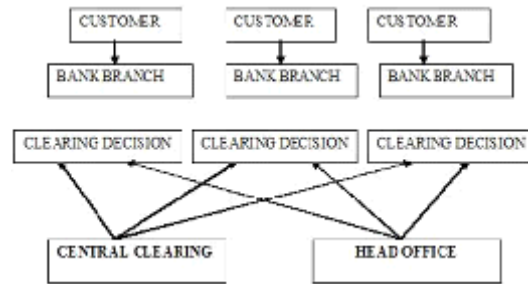 CUSTOMER CUSTOMER CUSTOMER
BANK BRANCH BANK BRANCH BANK BRANCH
CLEARING DECISION CLEARING DECISION CLEARING DECISION
CENTRAL CLEARING HEAD OFFICE